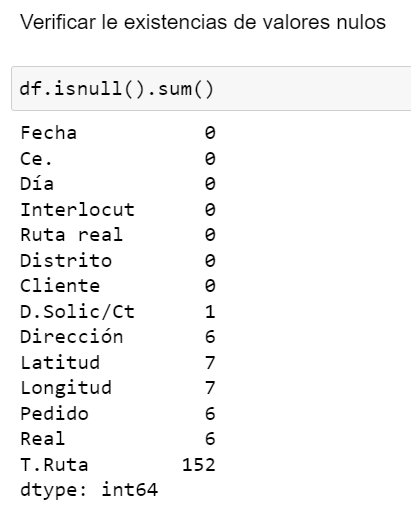 Verificar le existencias de valores nulos
df.isnull().sum()
Fecha 0
Ce. 0
Día 0
Interlocut 0
Ruta real 0
Distrito 0
Cliente 0
D.Solic/Ct 1
Dirección 6
Latitud 7
Longitud 7
Pedido 6
Real 6
T.Ruta 152
dtype: int64